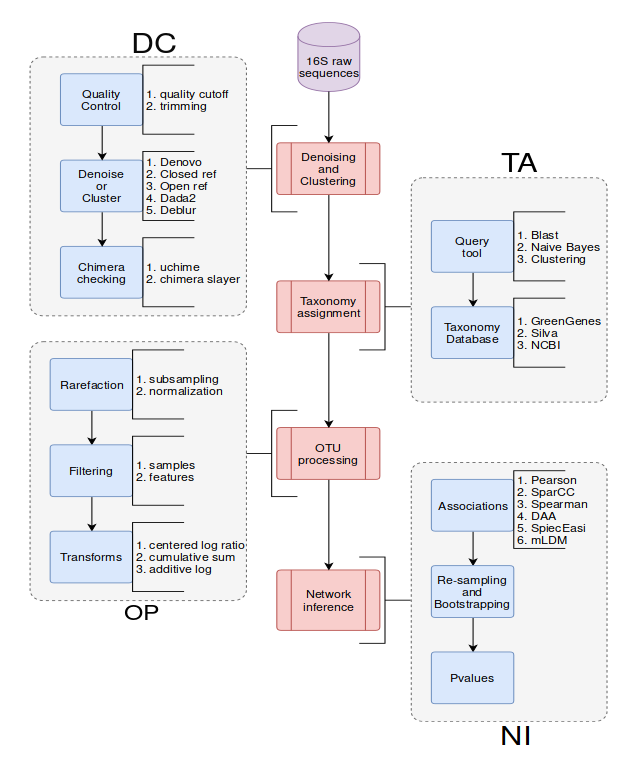 DC
Quality
Control
1. quality cutoff
2. trimming
Denoise
or
Cluster
1. Denovo
2. Closed ref
3. Open ref
4. Dada2
5. Deblur
Chimera
checking
1. uchime
2. chimera slayer
16S raw
sequences
Denoising
and
Clustering
Taxonomy
assignment
OTU
processing
Network
inference
TA
Query
tool
1. Blast
2. Naive Bayes
3. Clustering
Taxonomy
Database
1. GreenGenes
2. Silva
3. NCBI
Rarefaction
1. subsampling
2. normalization
Filtering
1. samples
2. features
Transforms
1. centered log ratio
2. cumulative sum
3. additive log
OP
Associations
1. Pearson
2. SparCC
3. Spearman
4. DAA
5. SpiecEasi
6. mLDM
Re-sampling
and
Bootstrapping
Pvalues
NI